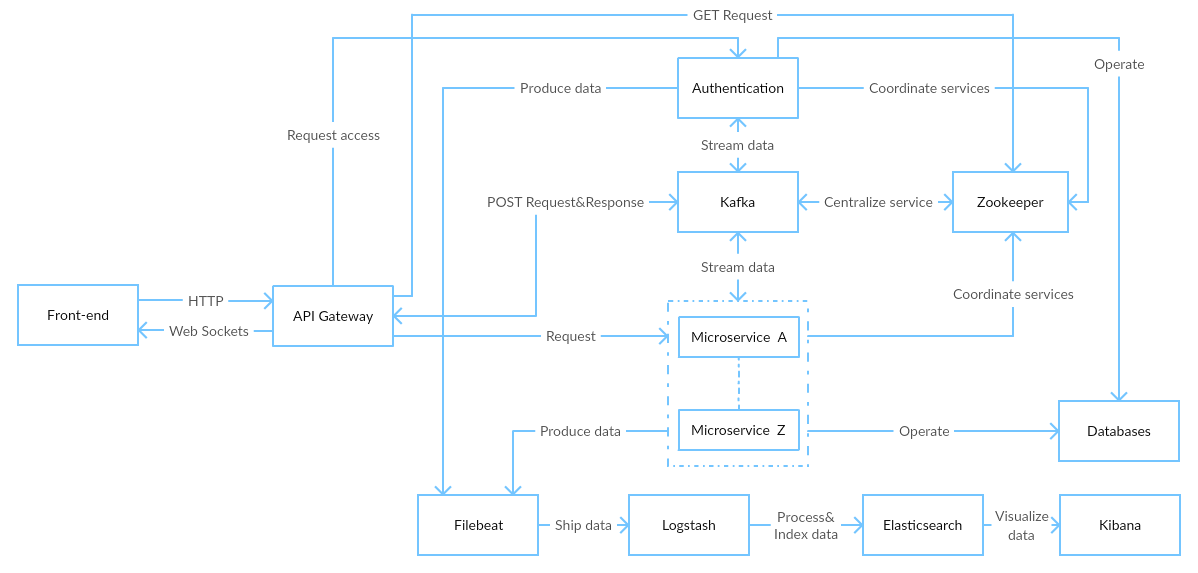 GET Request
Operate
Produce data
Authentication
Coordinate services
Request access
Stream data
POST Request&Response
Kafka
Centralize service
Zookeeper
Stream data
Coordinate services
Front-end
HTTP
Web Sockets
API Gateway
Request
Microservice A
Produce data
Microservice Z
Operate
Databases
Filebeat
Ship data
Logstash
Process&
Index data
Elasticsearch
Visualize
data
Kibana